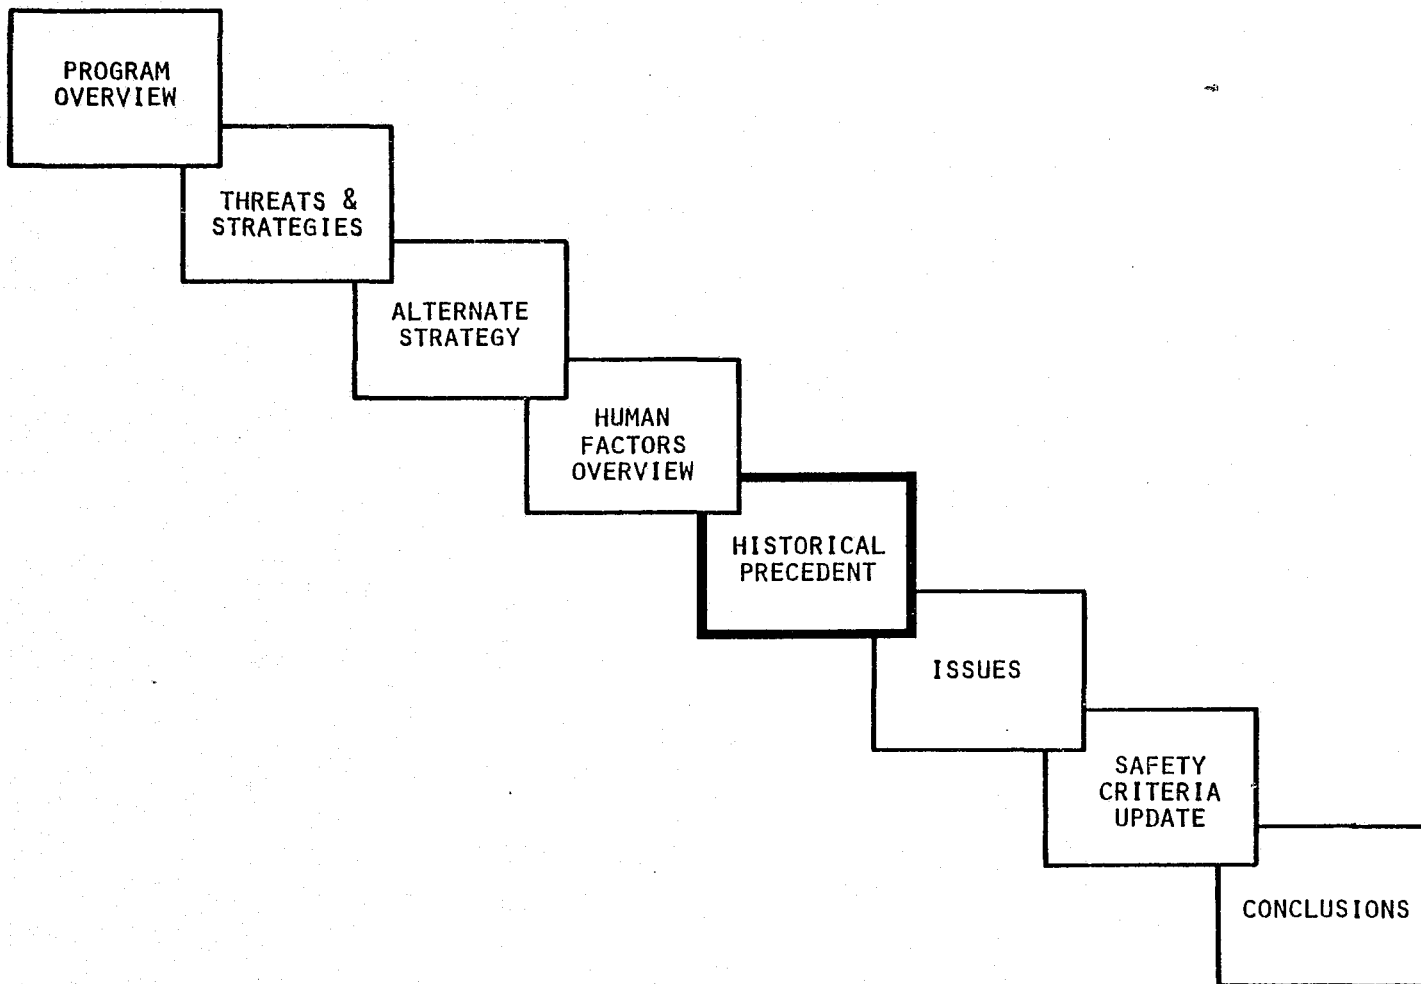 PROGRAM
OVERVIEW
THREATS &
STRATEGIES
ALTERNATE
STRATEGY
HUMAN
FACTORS
OVERVIEW
HISTORICAL
PRECEDENT
ISSUES
SAFETY
CRITERIA
UPDATE
CONCLUSIONS